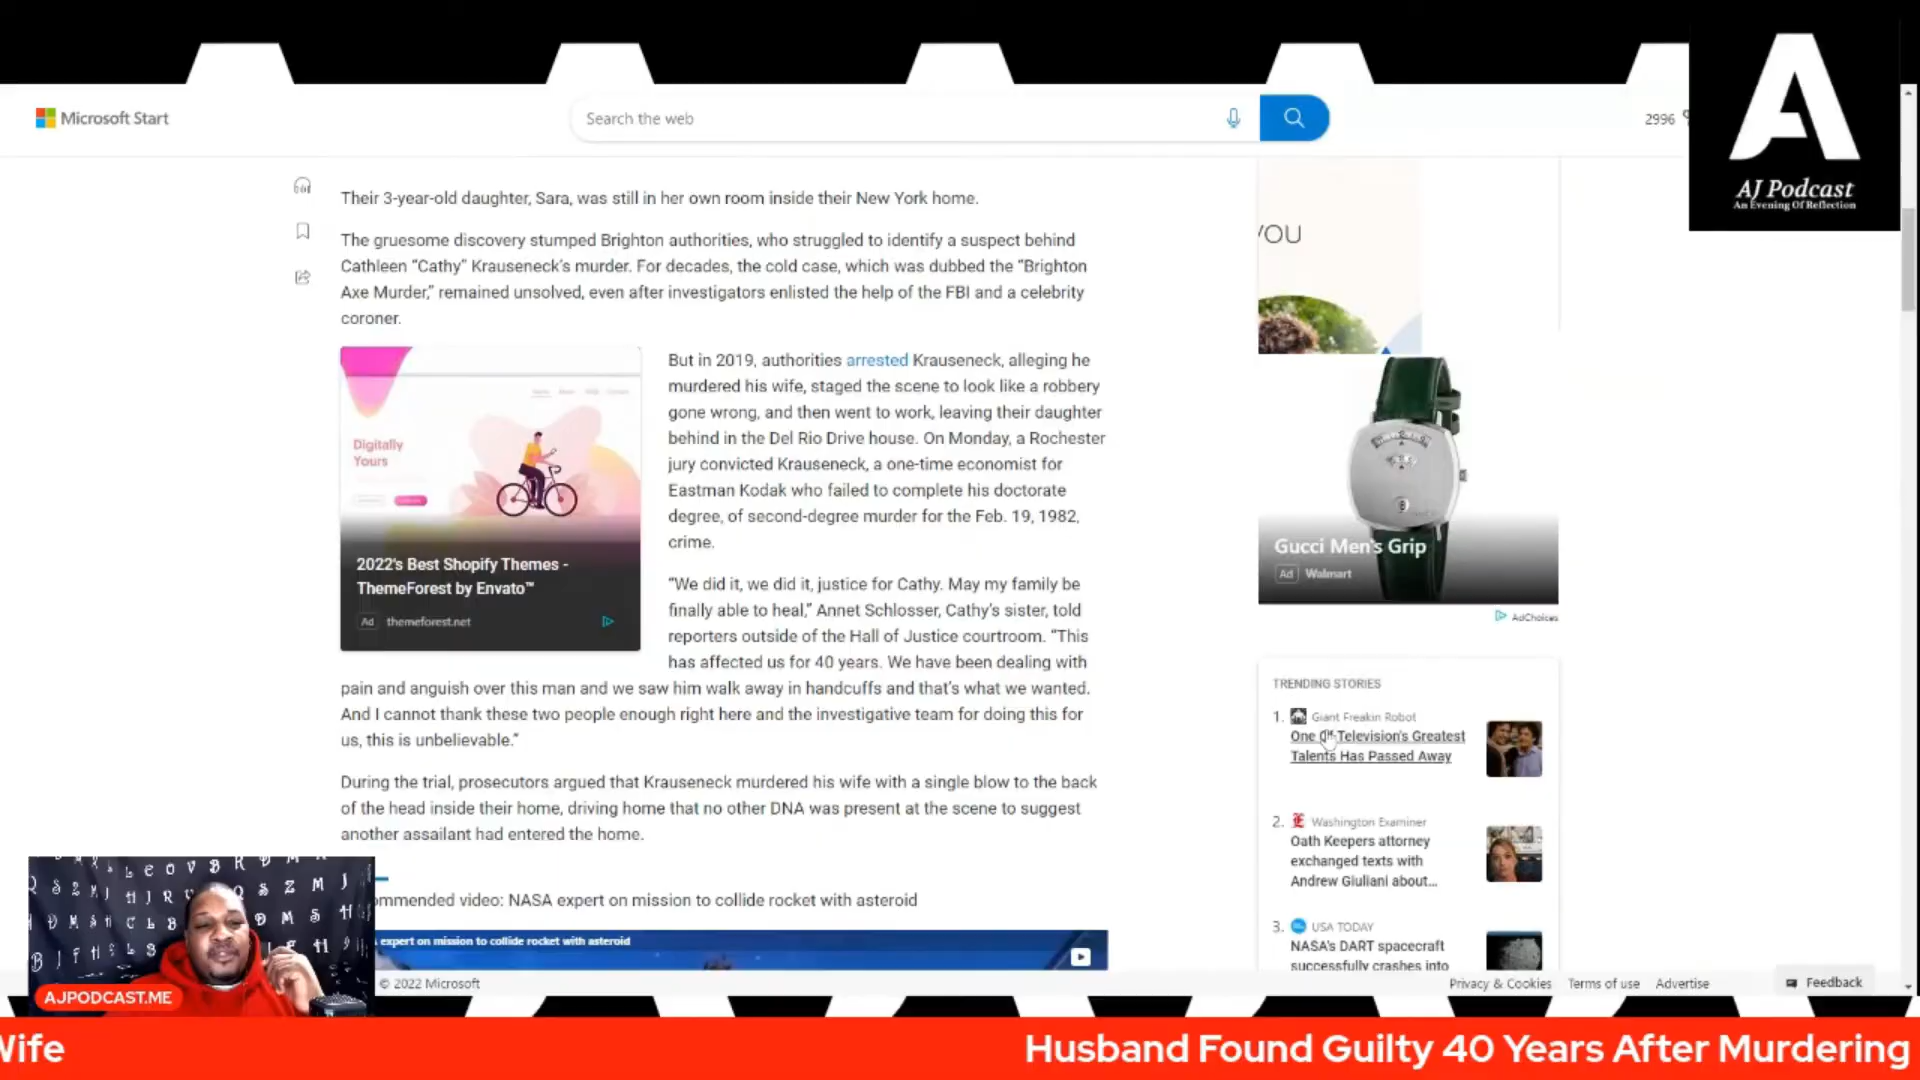 Microsoft Start
Search the web
2996
A
AJ Podcast
An Evening Of Reflection
Their 3-year-old daughter, Sara, was still in her own room inside their New York home.
The gruesome discovery stumped Brighton authorities, who struggled to identify a suspect behind
Cathleen “Cathy” Krauseneck’s murder. For decades, the cold case, which was dubbed the “Brighton
Axe Murder,” remained unsolved, even after investigators enlisted the help of the FBI and a celebrity
coroner.
Digitally
Yours
2022's Best Shopify Themes -
ThemeForest by Envato™
Ad themeforest.net
But in 2019, authorities arrested Krauseneck, alleging he
murdered his wife, staged the scene to look like a robbery
gone wrong, and then went to work, leaving their daughter
behind in the Del Rio Drive house. On Monday, a Rochester
jury convicted Krauseneck, a one-time economist for
Eastman Kodak who failed to complete his doctorate
degree, of second-degree murder for the Feb. 19, 1982,
crime.
“We did it, we did it, justice for Cathy. May my family be
finally able to heal,” Annet Schlosser, Cathy’s sister, told
reporters outside of the Hall of Justice courtroom. “This
has affected us for 40 years. We have been dealing with
pain and anguish over this man and we saw him walk away in handcuffs and that’s what we wanted.
And I cannot thank these two people enough right here and the investigative team for doing this for
us, this is unbelievable.”
During the trial, prosecutors argued that Krauseneck murdered his wife with a single blow to the back
of the head inside their home, driving home that no other DNA was present at the scene to suggest
another assailant had entered the home.
ommended video: NASA expert on mission to collide rocket with asteroid
expert on mission to collide rocket with asteroid
YOU
Gucci Men's Grip
Ad Walmart
AdChoices
TRENDING STORIES
1. Giant Freakin Robot
One Of Television's Greatest
Talents Has Passed Away
2. Washington Examiner
Oath Keepers attorney
exchanged texts with
Andrew Giuliani about...
3. USA TODAY
NASA's DART spacecraft
successfully crashes into
© 2022 Microsoft
Privacy & Cookies Terms of use Advertise Feedback
AJPODCAST.ME
Wife
Husband Found Guilty 40 Years After Murdering